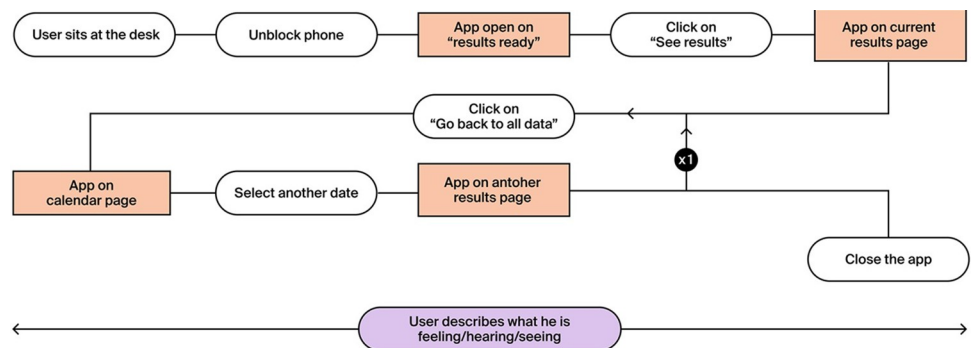 User sits at the desk
Unblock phone
App open on
“results ready”
Click on
“See results”
App on current
results page
Click on
“Go back to all data”
x1
App on
calendar page
Select another date
App on antoher
results page
Close the app
User describes what he is
feeling/hearing/seeing